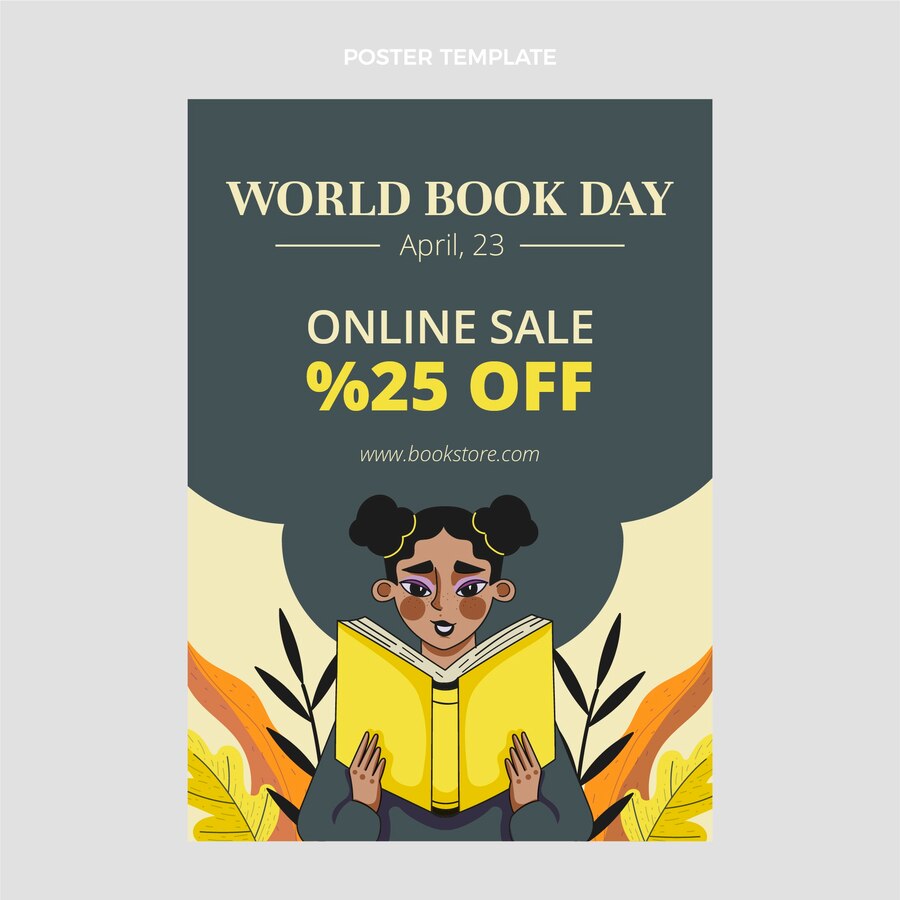 POSTER TEMPLATE
WORLD BOOK DAY
April, 23
ONLINE SALE
%25 OFF
www.bookstore.com